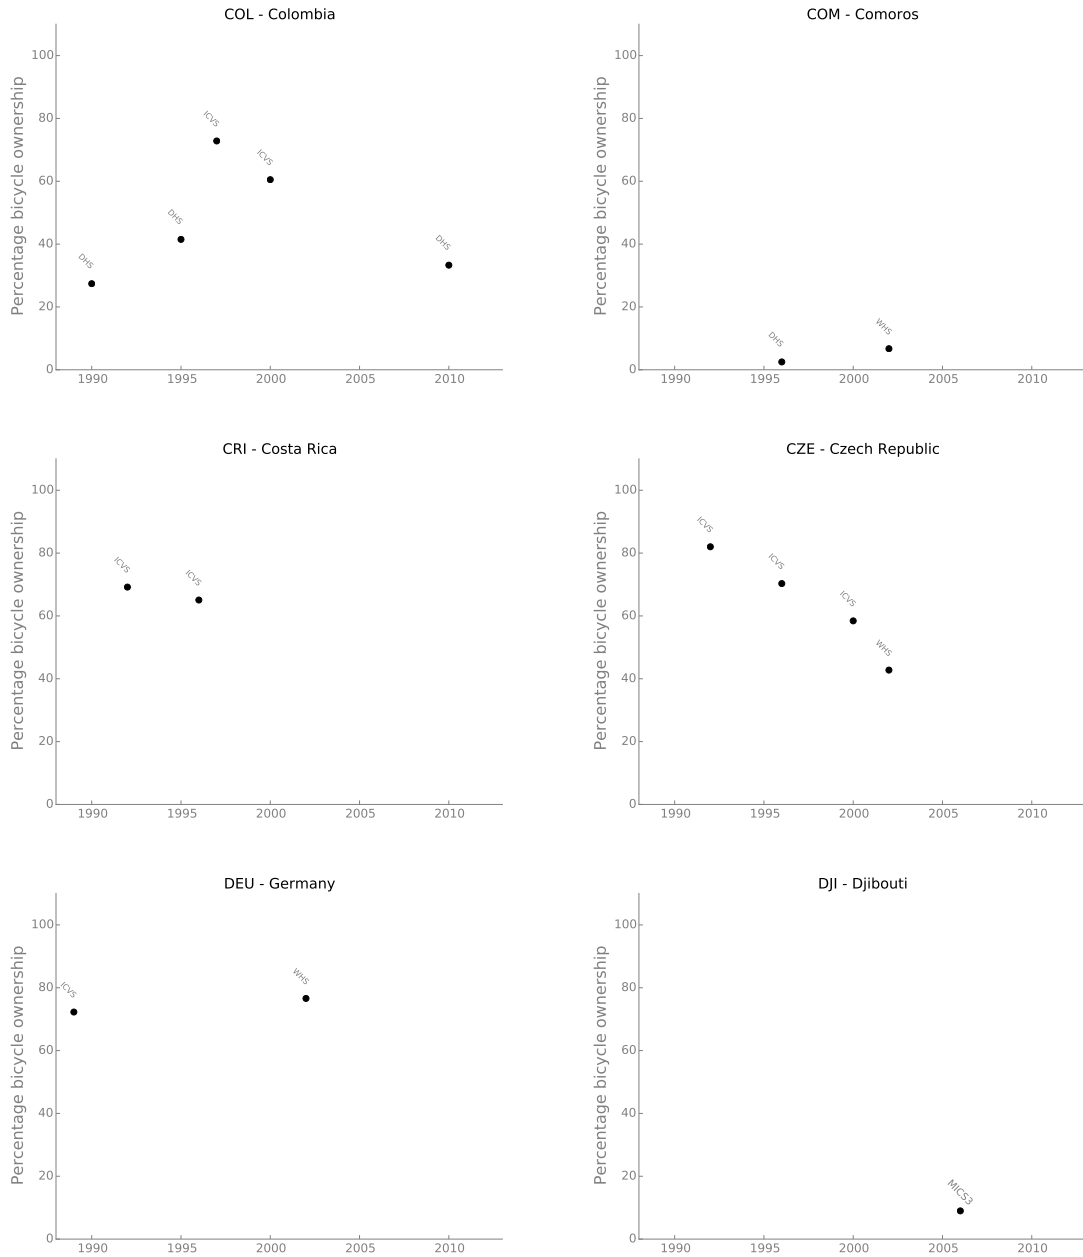 COL - Colombia
Percentage bicycle ownership
100
80
60
40
20
0
ICVS
ICVS
DHS
DHS
DHS
1990 1995 2000 2005 2010
COM - Comoros
Percentage bicycle ownership
100
80
60
40
20
0
WHS
DHS
1990 1995 2000 2005 2010
CRI - Costa Rica
Percentage bicycle ownership
100
80
60
40
20
0
ICVS
ICVS
1990 1995 2000 2005 2010
CZE - Czech Republic
Percentage bicycle ownership
100
80
60
40
20
0
ICVS
ICVS
ICVS
WHS
1990 1995 2000 2005 2010
DEU - Germany
Percentage bicycle ownership
100
80
60
40
20
0
ICVS
WHS
1990 1995 2000 2005 2010
DJI - Djibouti
Percentage bicycle ownership
100
80
60
40
20
0
MICS3
1990 1995 2000 2005 2010